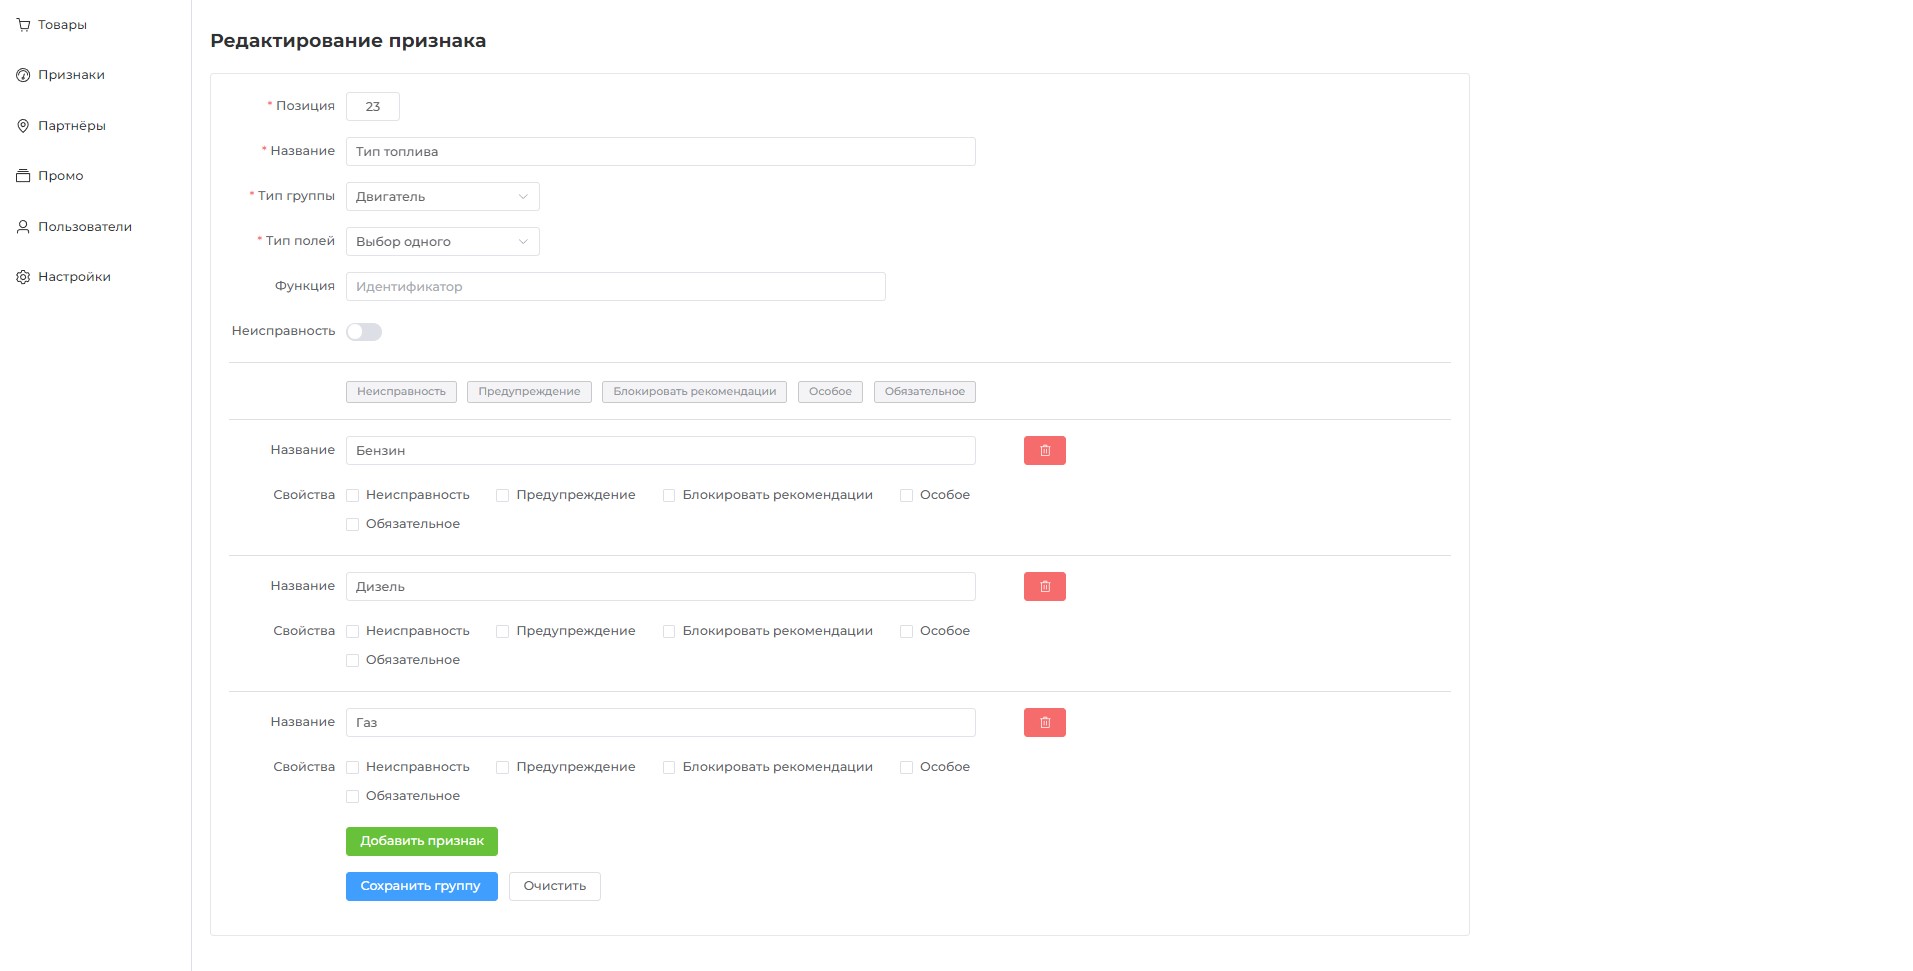 Товары
Признаки
Партнёры
Промо
Пользователи
Настройки
Редактирование признака
* Позиция 23
* Название Тип топлива
* Тип группы Двигатель
* Тип полей Выбор одного
Функция Идентификатор
Неисправность
Неисправность Предупреждение Блокировать рекомендации Особое Обязательное
Название Бензин
Свойства Неисправность Предупреждение Блокировать рекомендации Особое
Обязательное
Название Дизель
Свойства Неисправность Предупреждение Блокировать рекомендации Особое
Обязательное
Название Газ
Свойства Неисправность Предупреждение Блокировать рекомендации Особое
Обязательное
Добавить признак
Сохранить группу Очистить